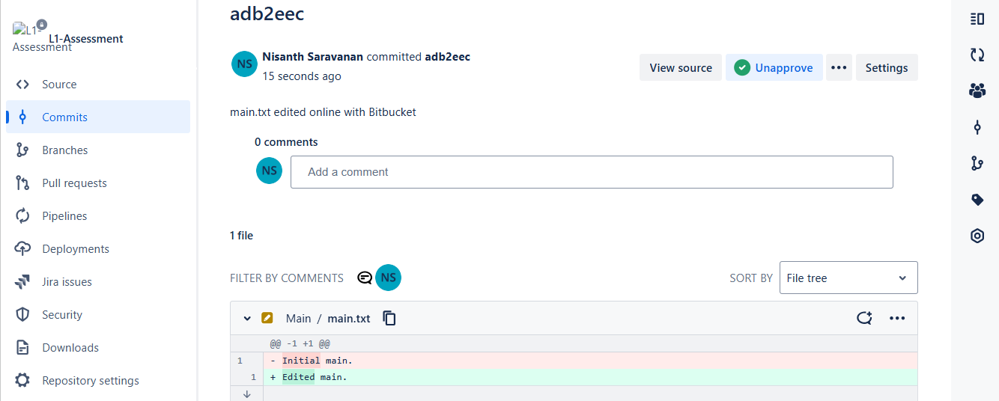 adb2eec
L1-
Assessment
L1-Assessment
Source
Commits
Branches
Pull requests
Pipelines
Deployments
Jira issues
Security
Downloads
Repository settings
NS
Nisanth Saravanan committed adb2eec
15 seconds ago
View source
Unapprove
Settings
main.txt edited online with Bitbucket
0 comments
NS
Add a comment
1 file
FILTER BY COMMENTS
NS
SORT BY
File tree
Main / main.txt
@@ -1 +1 @@
1 - Initial main.
1 + Edited main.